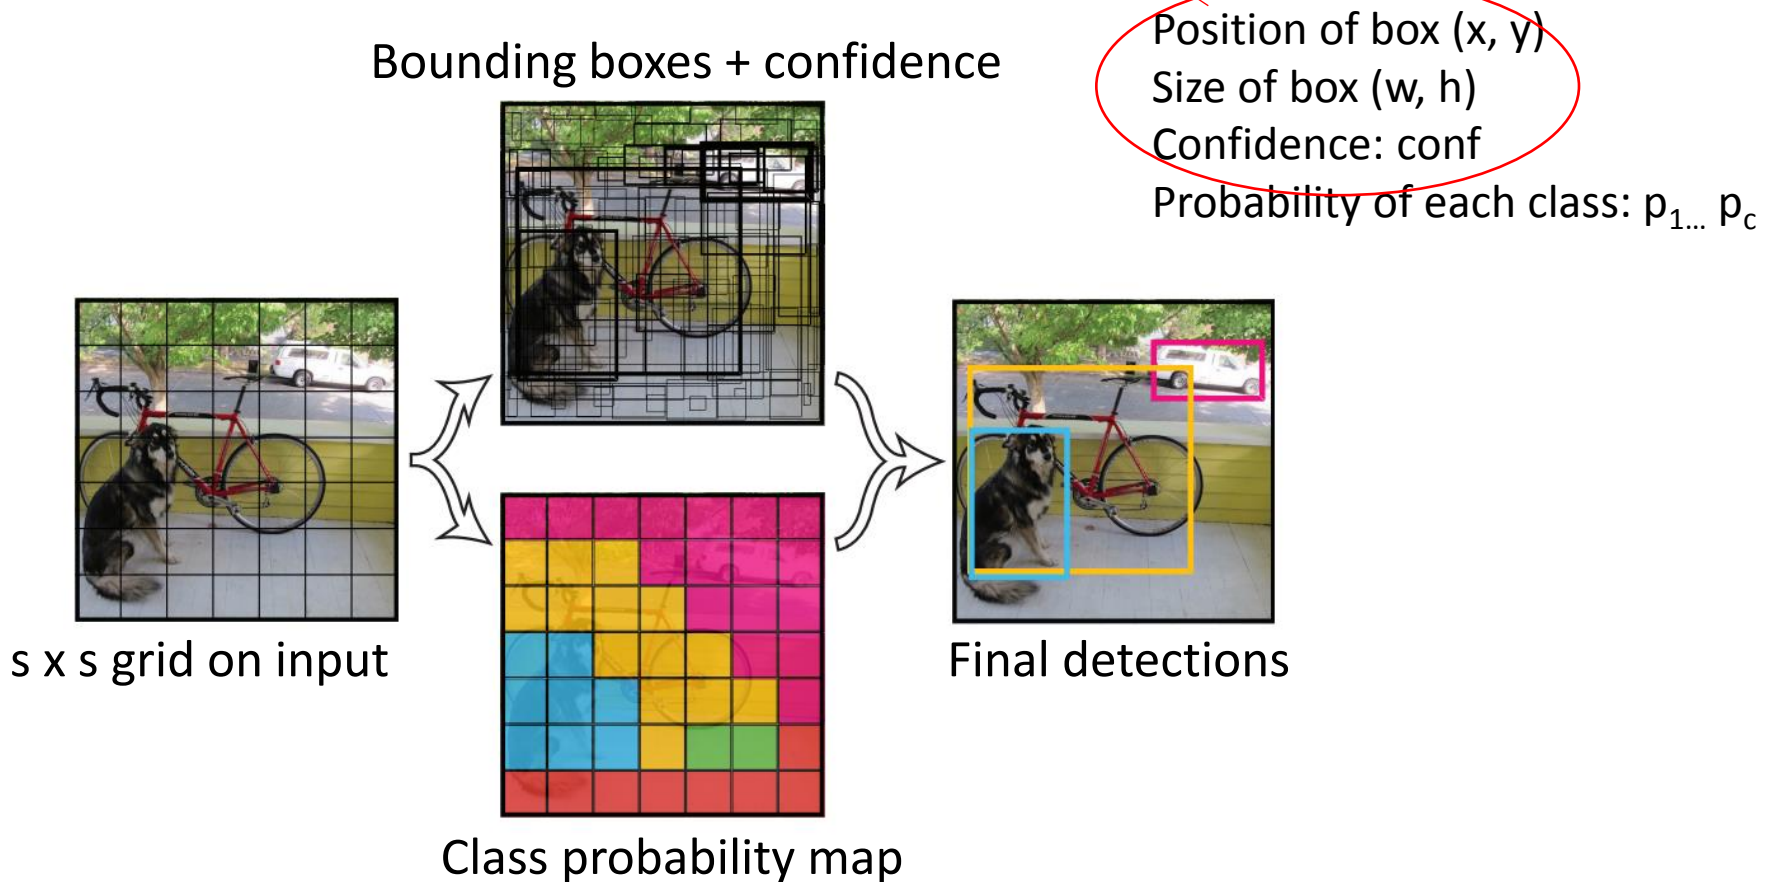 Position of box (x, y)
Size of box (w, h)
Confidence: conf
Probability of each class: p1... pc
Bounding boxes + confidence
s x s grid on input
Final detections
Class probability map